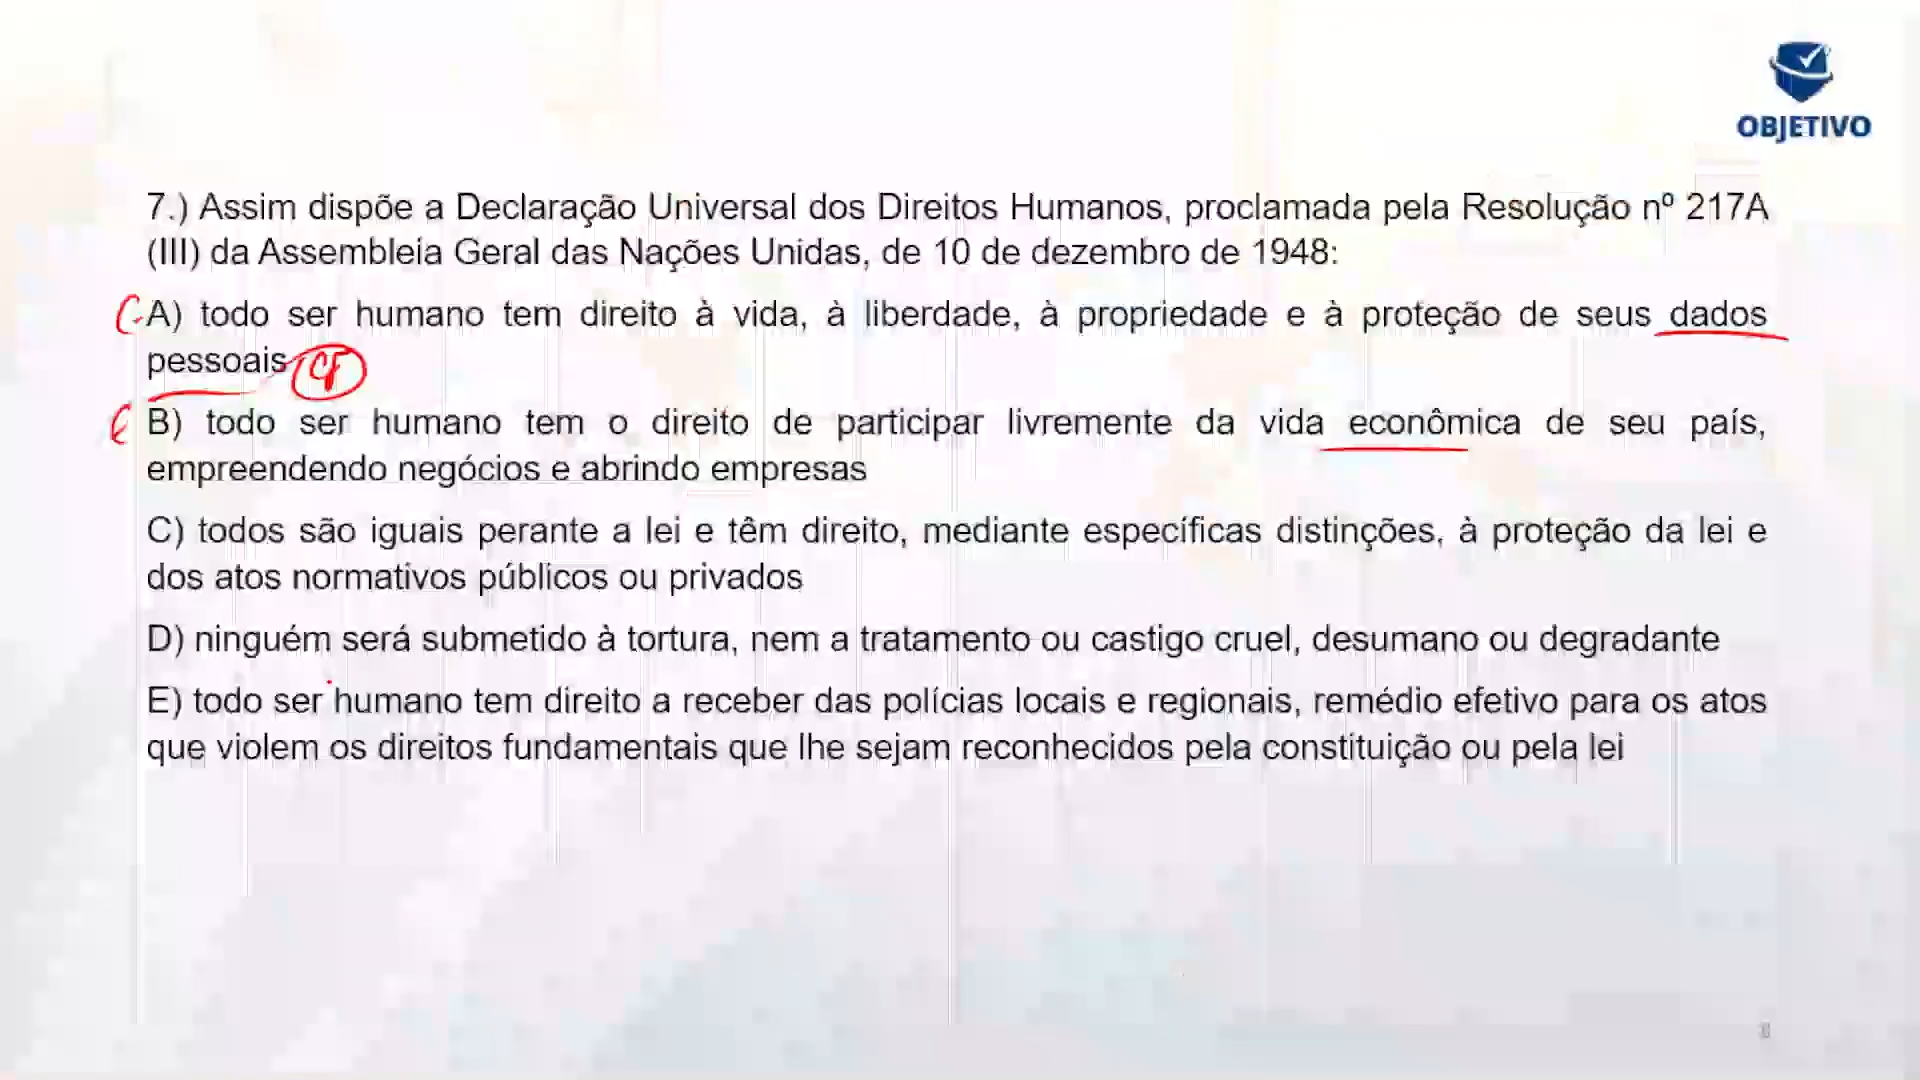 OBJETIVO
7.) Assim dispõe a Declaração Universal dos Direitos Humanos, proclamada pela Resolução nº 217A
(III) da Assembleia Geral das Nações Unidas, de 10 de dezembro de 1948:
A) todo ser humano tem direito à vida, à liberdade, à propriedade e à proteção de seus dados
pessoais
B) todo ser humano tem o direito de participar livremente da vida econômica de seu país,
empreendendo negócios e abrindo empresas
C) todos são iguais perante a lei e têm direito, mediante específicas distinções, à proteção da lei e
dos atos normativos públicos ou privados
D) ninguém será submetido à tortura, nem a tratamento ou castigo cruel, desumano ou degradante
E) todo ser humano tem direito a receber das polícias locais e regionais, remédio efetivo para os atos
que violem os direitos fundamentais que lhe sejam reconhecidos pela constituição ou pela lei